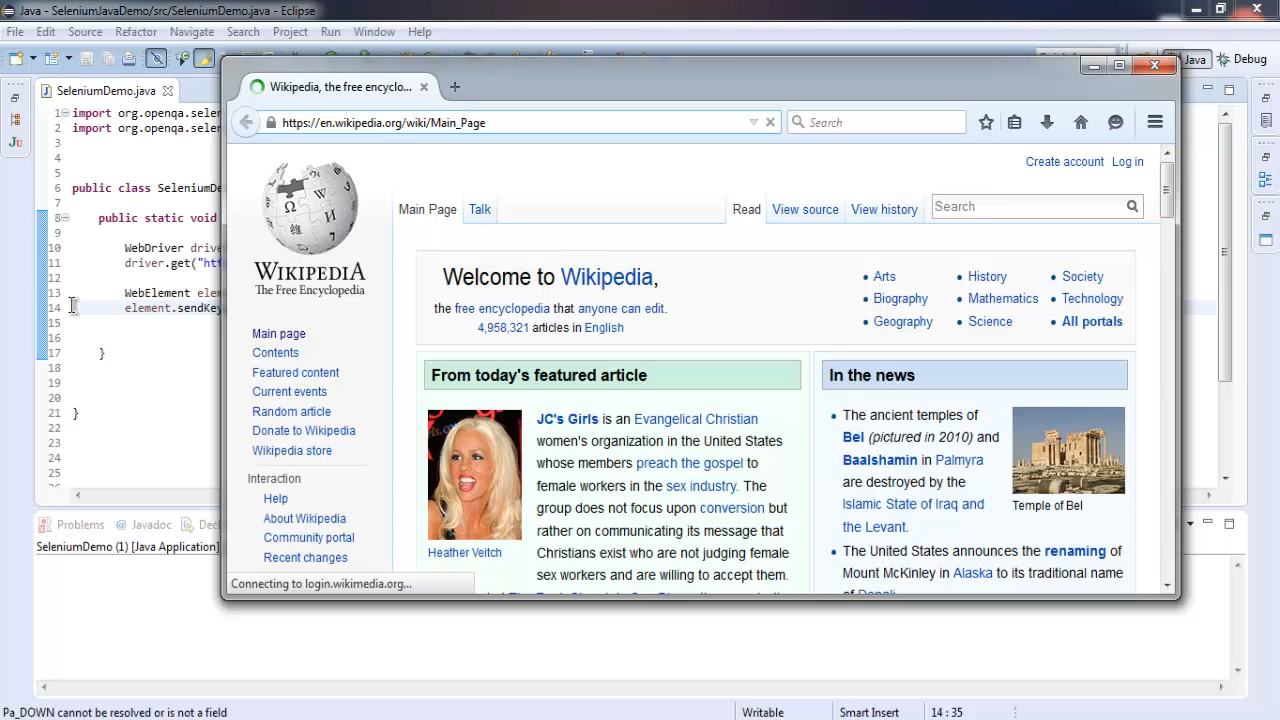 Java - SeleniumJavaDemo/src/SeleniumDemo.java - Eclipse
File Edit Source Refactor Navigate Search Project Run Window Help
Java Debug
SeleniumDemo.java
1 import org.openqa.selen
2 import org.openqa.selen
3
4
5
6 public class SeleniumDe
7
8 public static void
9
10 WebDriver drive
11 driver.get("htt
12
13 WebElement elem
14 element.sendKey
15
16
17 }
18
19
20
21 }
22
23
24
25
26
Problems Javadoc Decl
SeleniumDemo (1) [Java Application]
Pa_DOWN cannot be resolved or is not a field
Writable Smart Insert 14 : 35
Wikipedia, the free encyclo...
https://en.wikipedia.org/wiki/Main_Page
Search
Create account Log in
Main Page Talk Read View source View history Search
WIKIPEDIA
The Free Encyclopedia
Main page
Contents
Featured content
Current events
Random article
Donate to Wikipedia
Wikipedia store
Interaction
Help
About Wikipedia
Community portal
Recent changes
Connecting to login.wikimedia.org...
Welcome to Wikipedia,
the free encyclopedia that anyone can edit.
4,958,321 articles in English
Arts History Society
Biography Mathematics Technology
Geography Science All portals
From today's featured article
JC's Girls is an Evangelical Christian
women's organization in the United States
whose members preach the gospel to
female workers in the sex industry. The
group does not focus upon conversion but
rather on communicating its message that
Christians exist who are not judging female
sex workers and are willing to accept them.
Heather Veitch
In the news
The ancient temples of
Bel (pictured in 2010) and
Baalshamin in Palmyra
are destroyed by the
Islamic State of Iraq and
the Levant.
Temple of Bel
The United States announces the renaming of
Mount McKinley in Alaska to its traditional name
of Denali.